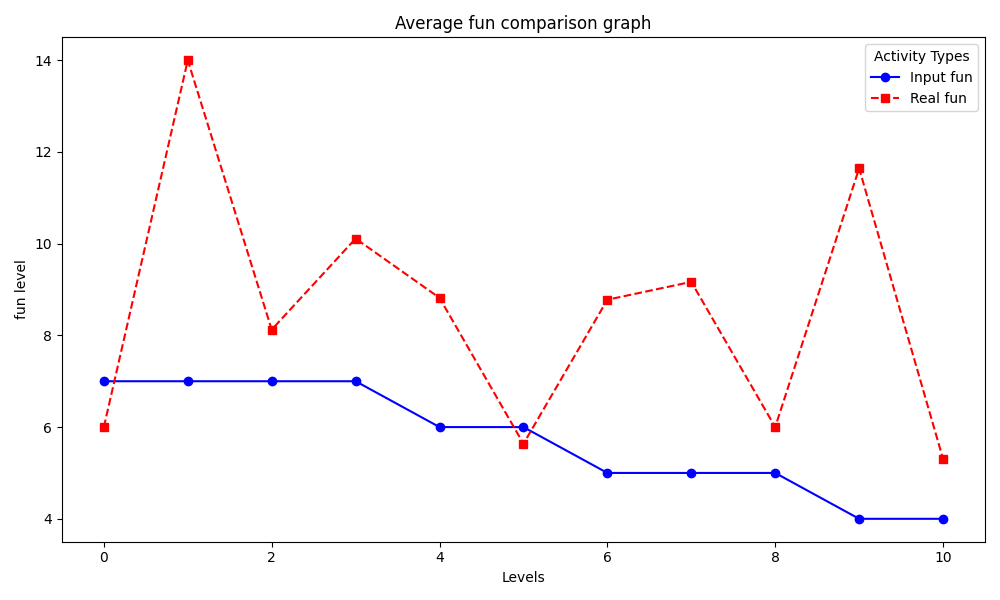 Average fun comparison graph
Activity Types
Input fun
Real fun
fun level
14
12
10
8
6
4
0
2
4
6
8
10
Levels